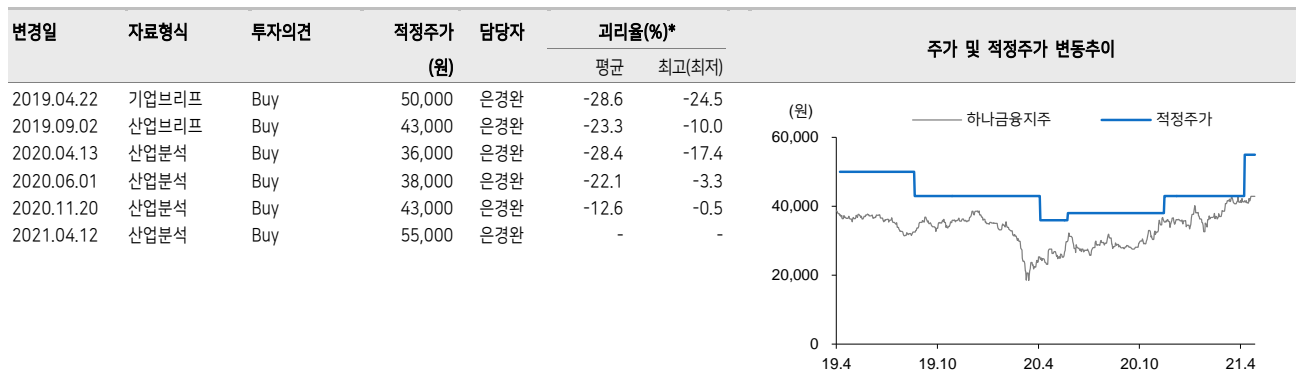 변경일 자료형식 투자의견 적정주가 담당자 괴리율(%)*
(원) 평균 최고(최저)
2019.04.22 기업브리프 Buy 50,000 은경완 -28.6 -24.5
2019.09.02 산업브리프 Buy 43,000 은경완 -23.3 -10.0
2020.04.13 산업분석 Buy 36,000 은경완 -28.4 -17.4
2020.06.01 산업분석 Buy 38,000 은경완 -22.1 -3.3
2020.11.20 산업분석 Buy 43,000 은경완 -12.6 -0.5
2021.04.12 산업분석 Buy 55,000 은경완 - -
주가 및 적정주가 변동추이
(원) 하나금융지주 적정주가
60,000
40,000
20,000
0
19.4 19.10 20.4 20.10 21.4